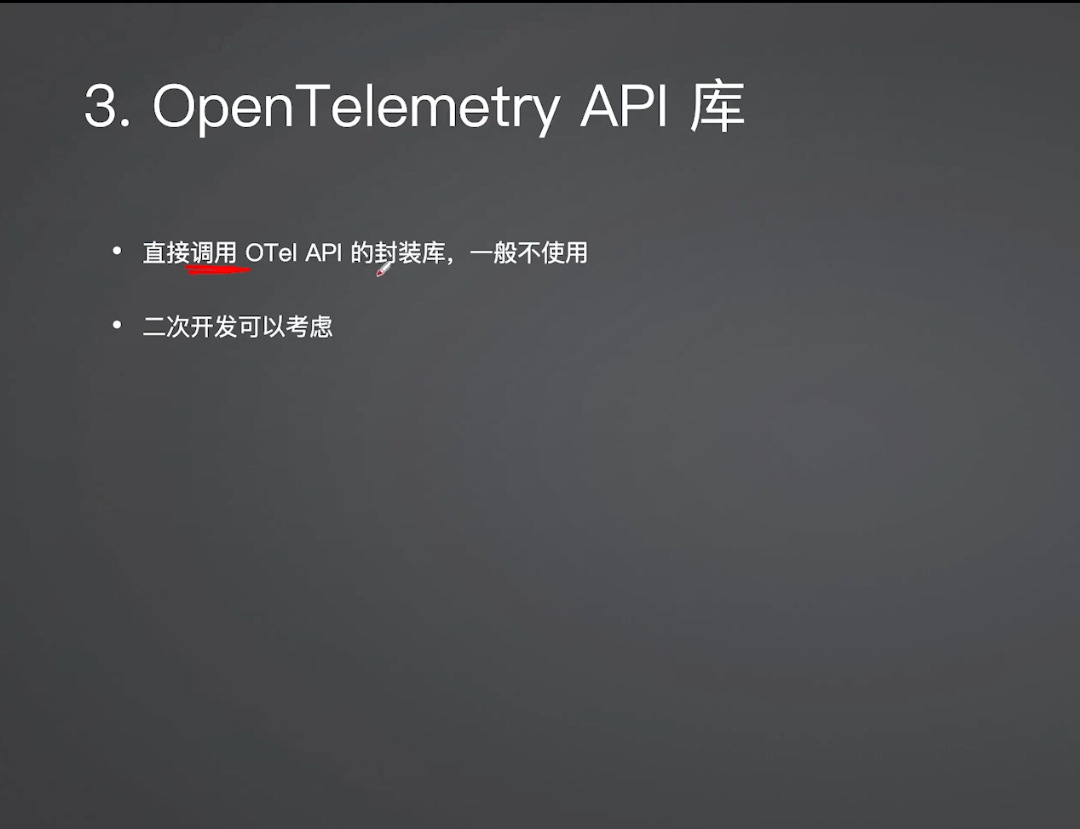 3. OpenTelemetry API 库
• 直接调用 OTel API 的封装库，一般不使用
• 二次开发可以考虑